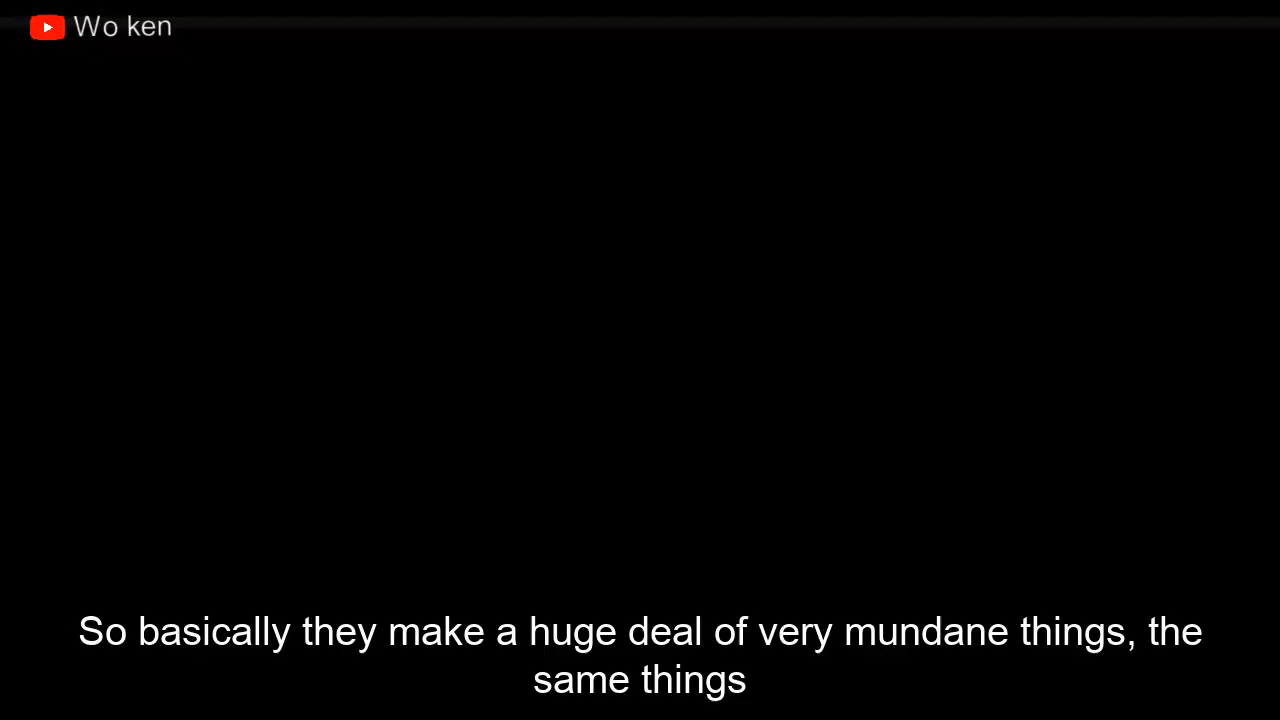 Wo ken
So basically they make a huge deal of very mundane things, the
same things